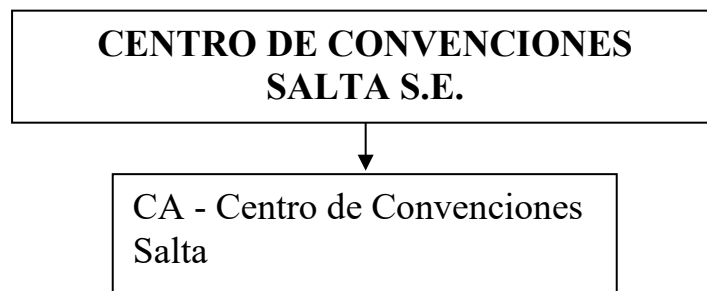 CENTRO DE CONVENCIONES
SALTA S.E.
CA - Centro de Convenciones
Salta